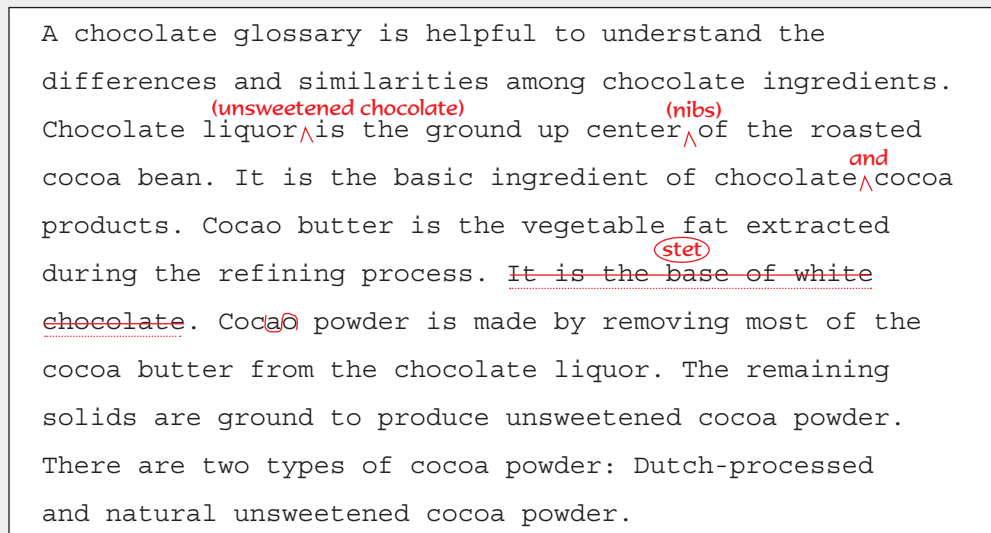 A chocolate glossary is helpful to understand the
differences and similarities among chocolate ingredients.
(unsweetened chocolate) (nibs)
Chocolate liquor is the ground up center of the roasted
and
cocoa bean. It is the basic ingredient of chocolate cocoa
products. Cocao butter is the vegetable fat extracted
stet
during the refining process. It is the base of white
chocolate. Cocao powder is made by removing most of the
cocoa butter from the chocolate liquor. The remaining
solids are ground to produce unsweetened cocoa powder.
There are two types of cocoa powder: Dutch-processed
and natural unsweetened cocoa powder.